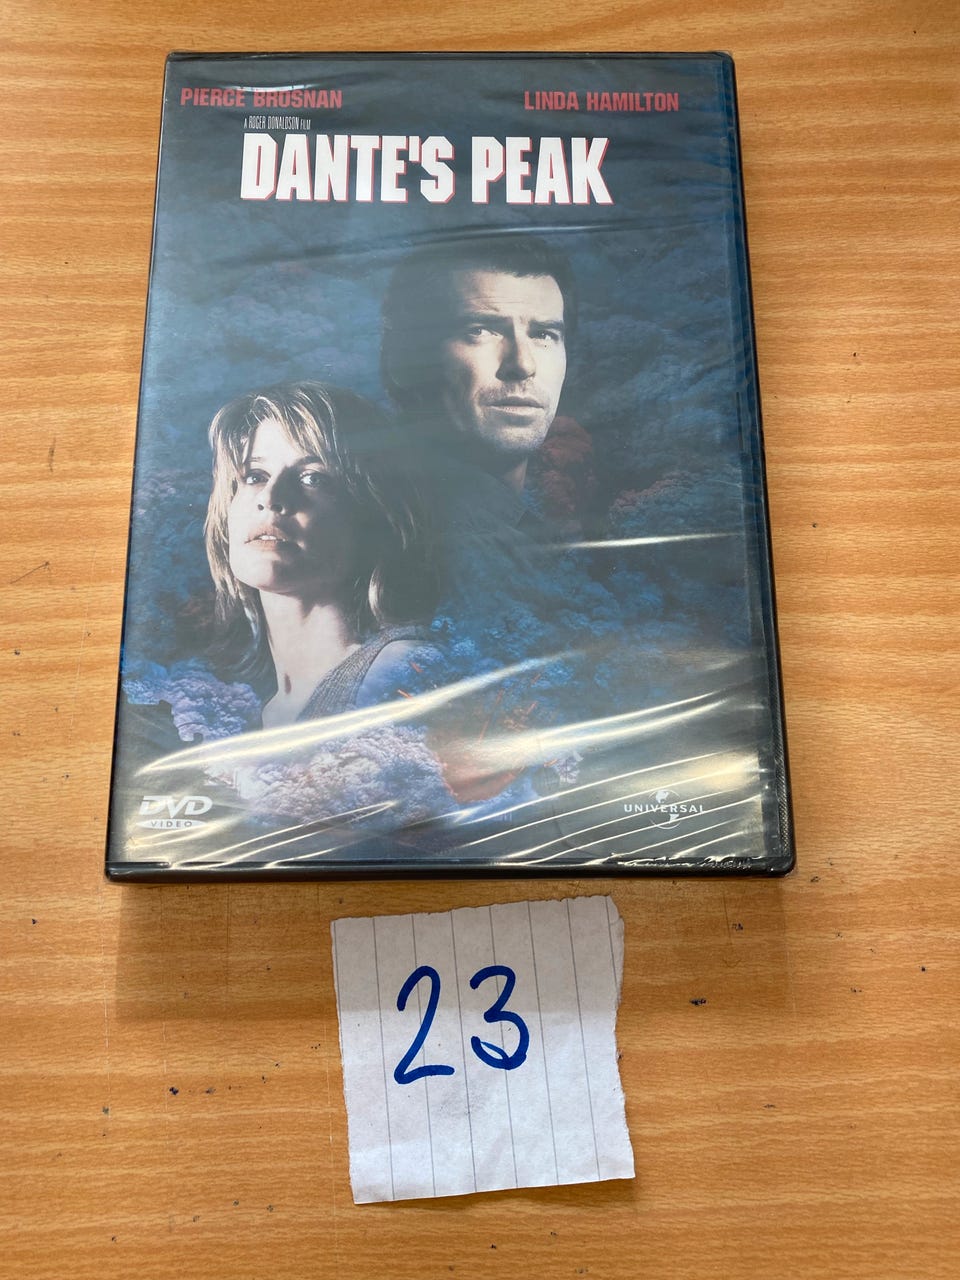 PIERCE BROSNAN LINDA HAMILTON
A ROGER DONALDSON FILM
DANTE'S PEAK
DVD
VIDEO
UNIVERSAL
23